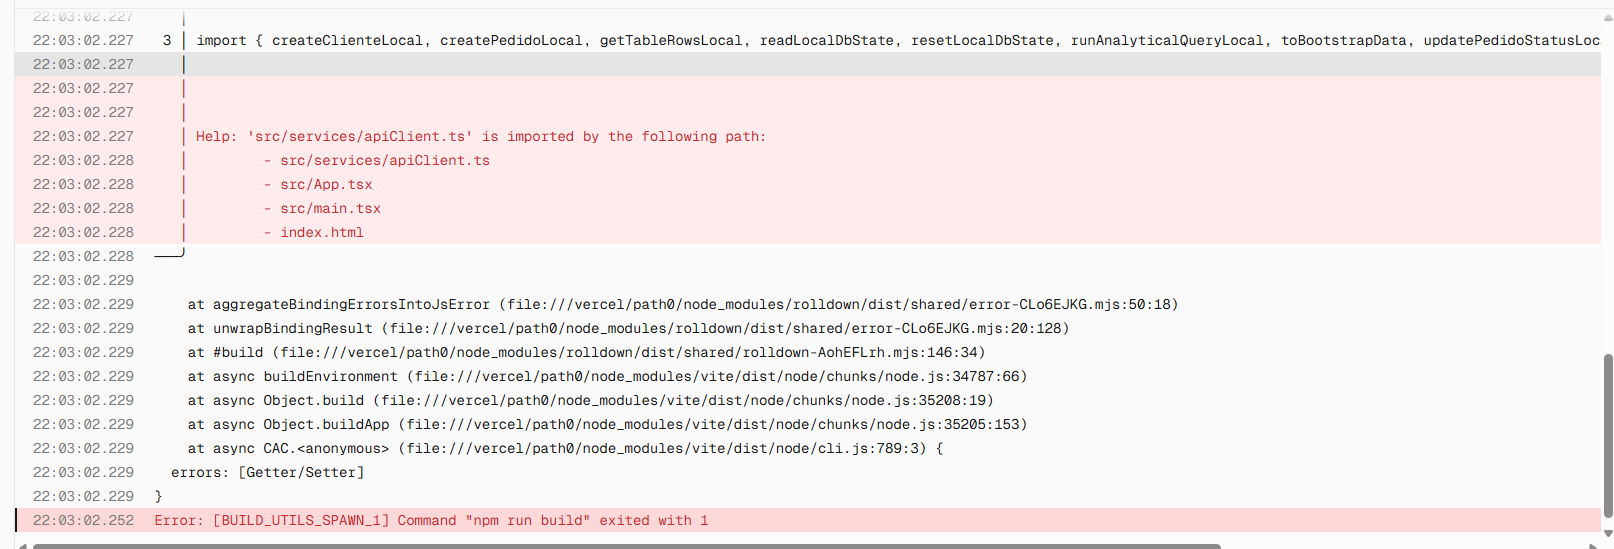 22:03:02.227 │
22:03:02.227 3 │ import { createClienteLocal, createPedidoLocal, getTableRowsLocal, readLocalDbState, resetLocalDbState, runAnalyticalQueryLocal, toBootstrapData, updatePedidoStatusLoc
22:03:02.227 │
22:03:02.227 │
22:03:02.227 │
22:03:02.227 │ Help: 'src/services/apiClient.ts' is imported by the following path:
22:03:02.228 │ - src/services/apiClient.ts
22:03:02.228 │ - src/App.tsx
22:03:02.228 │ - src/main.tsx
22:03:02.228 │ - index.html
22:03:02.228 ───╯
22:03:02.229
22:03:02.229 at aggregateBindingErrorsIntoJsError (file:///vercel/path0/node_modules/rolldown/dist/shared/error-CLo6EJKG.mjs:50:18)
22:03:02.229 at unwrapBindingResult (file:///vercel/path0/node_modules/rolldown/dist/shared/error-CLo6EJKG.mjs:20:128)
22:03:02.229 at #build (file:///vercel/path0/node_modules/rolldown/dist/shared/rolldown-AohEFLrh.mjs:146:34)
22:03:02.229 at async buildEnvironment (file:///vercel/path0/node_modules/vite/dist/node/chunks/node.js:34787:66)
22:03:02.229 at async Object.build (file:///vercel/path0/node_modules/vite/dist/node/chunks/node.js:35208:19)
22:03:02.229 at async Object.buildApp (file:///vercel/path0/node_modules/vite/dist/node/chunks/node.js:35205:153)
22:03:02.229 at async CAC.<anonymous> (file:///vercel/path0/node_modules/vite/dist/node/cli.js:789:3) {
22:03:02.229 errors: [Getter/Setter]
22:03:02.229 }
22:03:02.252 Error: [BUILD_UTILS_SPAWN_1] Command "npm run build" exited with 1